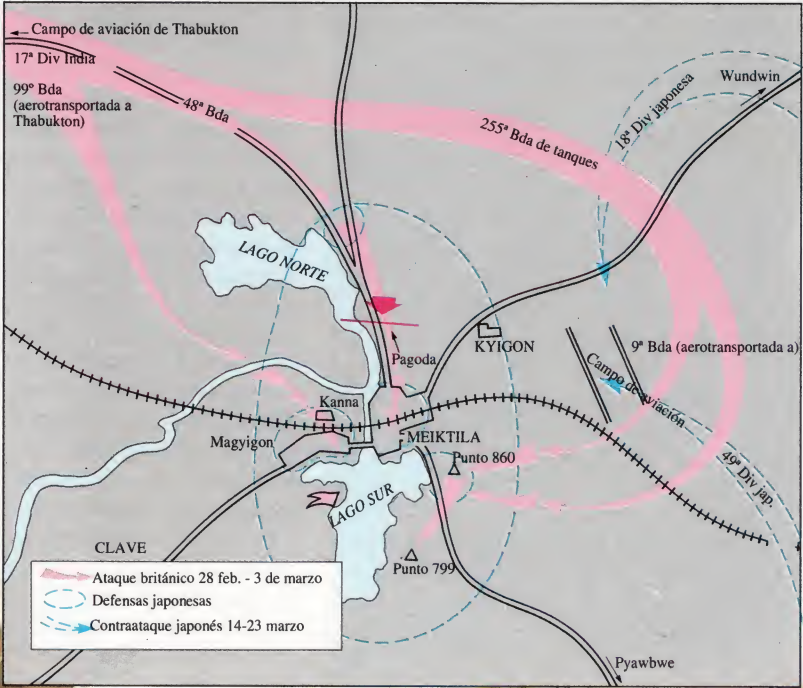 Campo de aviación de Thabukton
17ª Div India
99º Bda
(aerotransportada a
Thabukton)
48ª Bda
255ª Bda de tanques
18ª Div japonesa
Wundwin
LAGO NORTE
Pagoda
KYIGON
9ª Bda (aerotransportada a)
Campo de aviación
Kanna
Magyigon
MEIKTILA
Punto 860
49ª Div jap.
LAGO SUR
Punto 799
CLAVE
Ataque británico 28 feb. - 3 de marzo
Defensas japonesas
Contraataque japonés 14-23 marzo
Pyawbwe